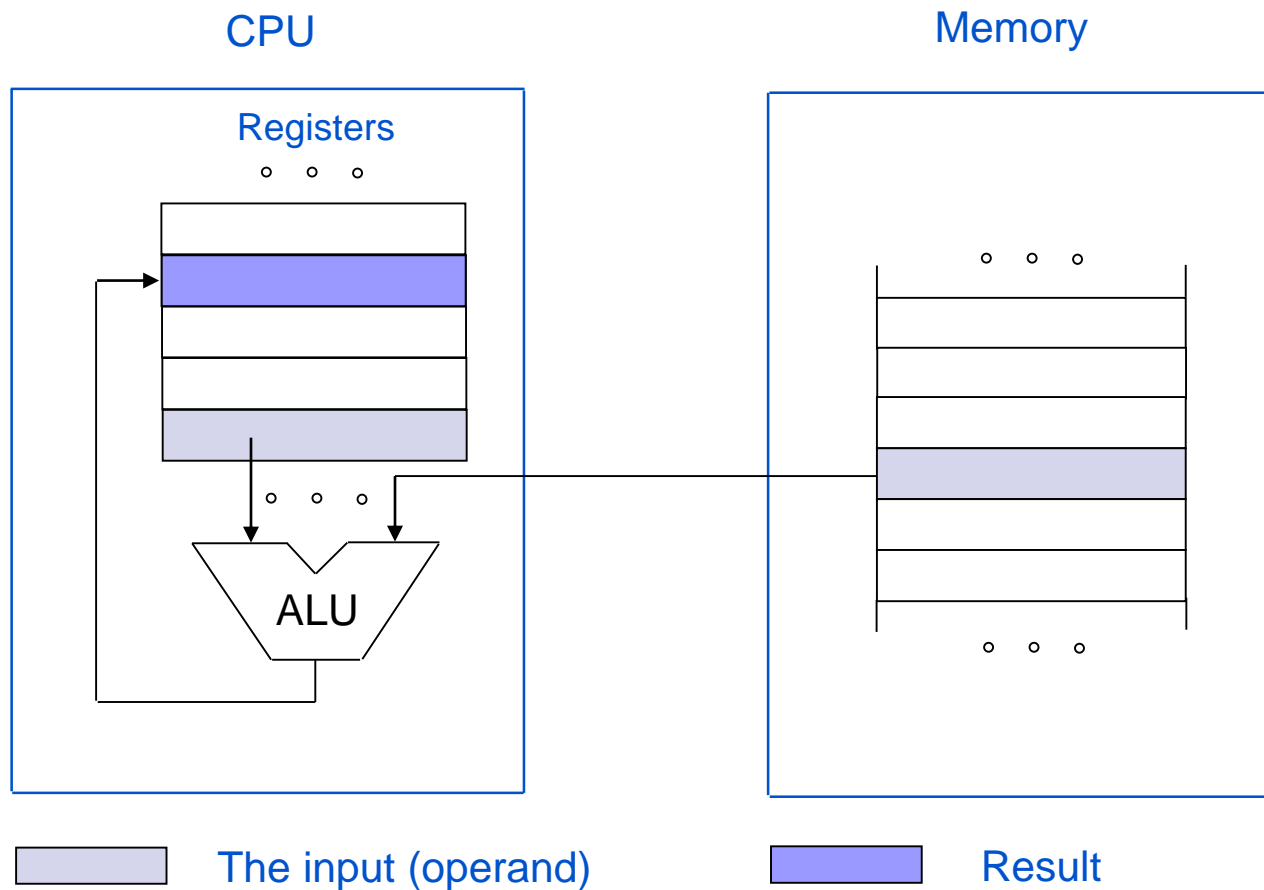 CPU
Memory
Registers
ALU
The input (operand)
Result